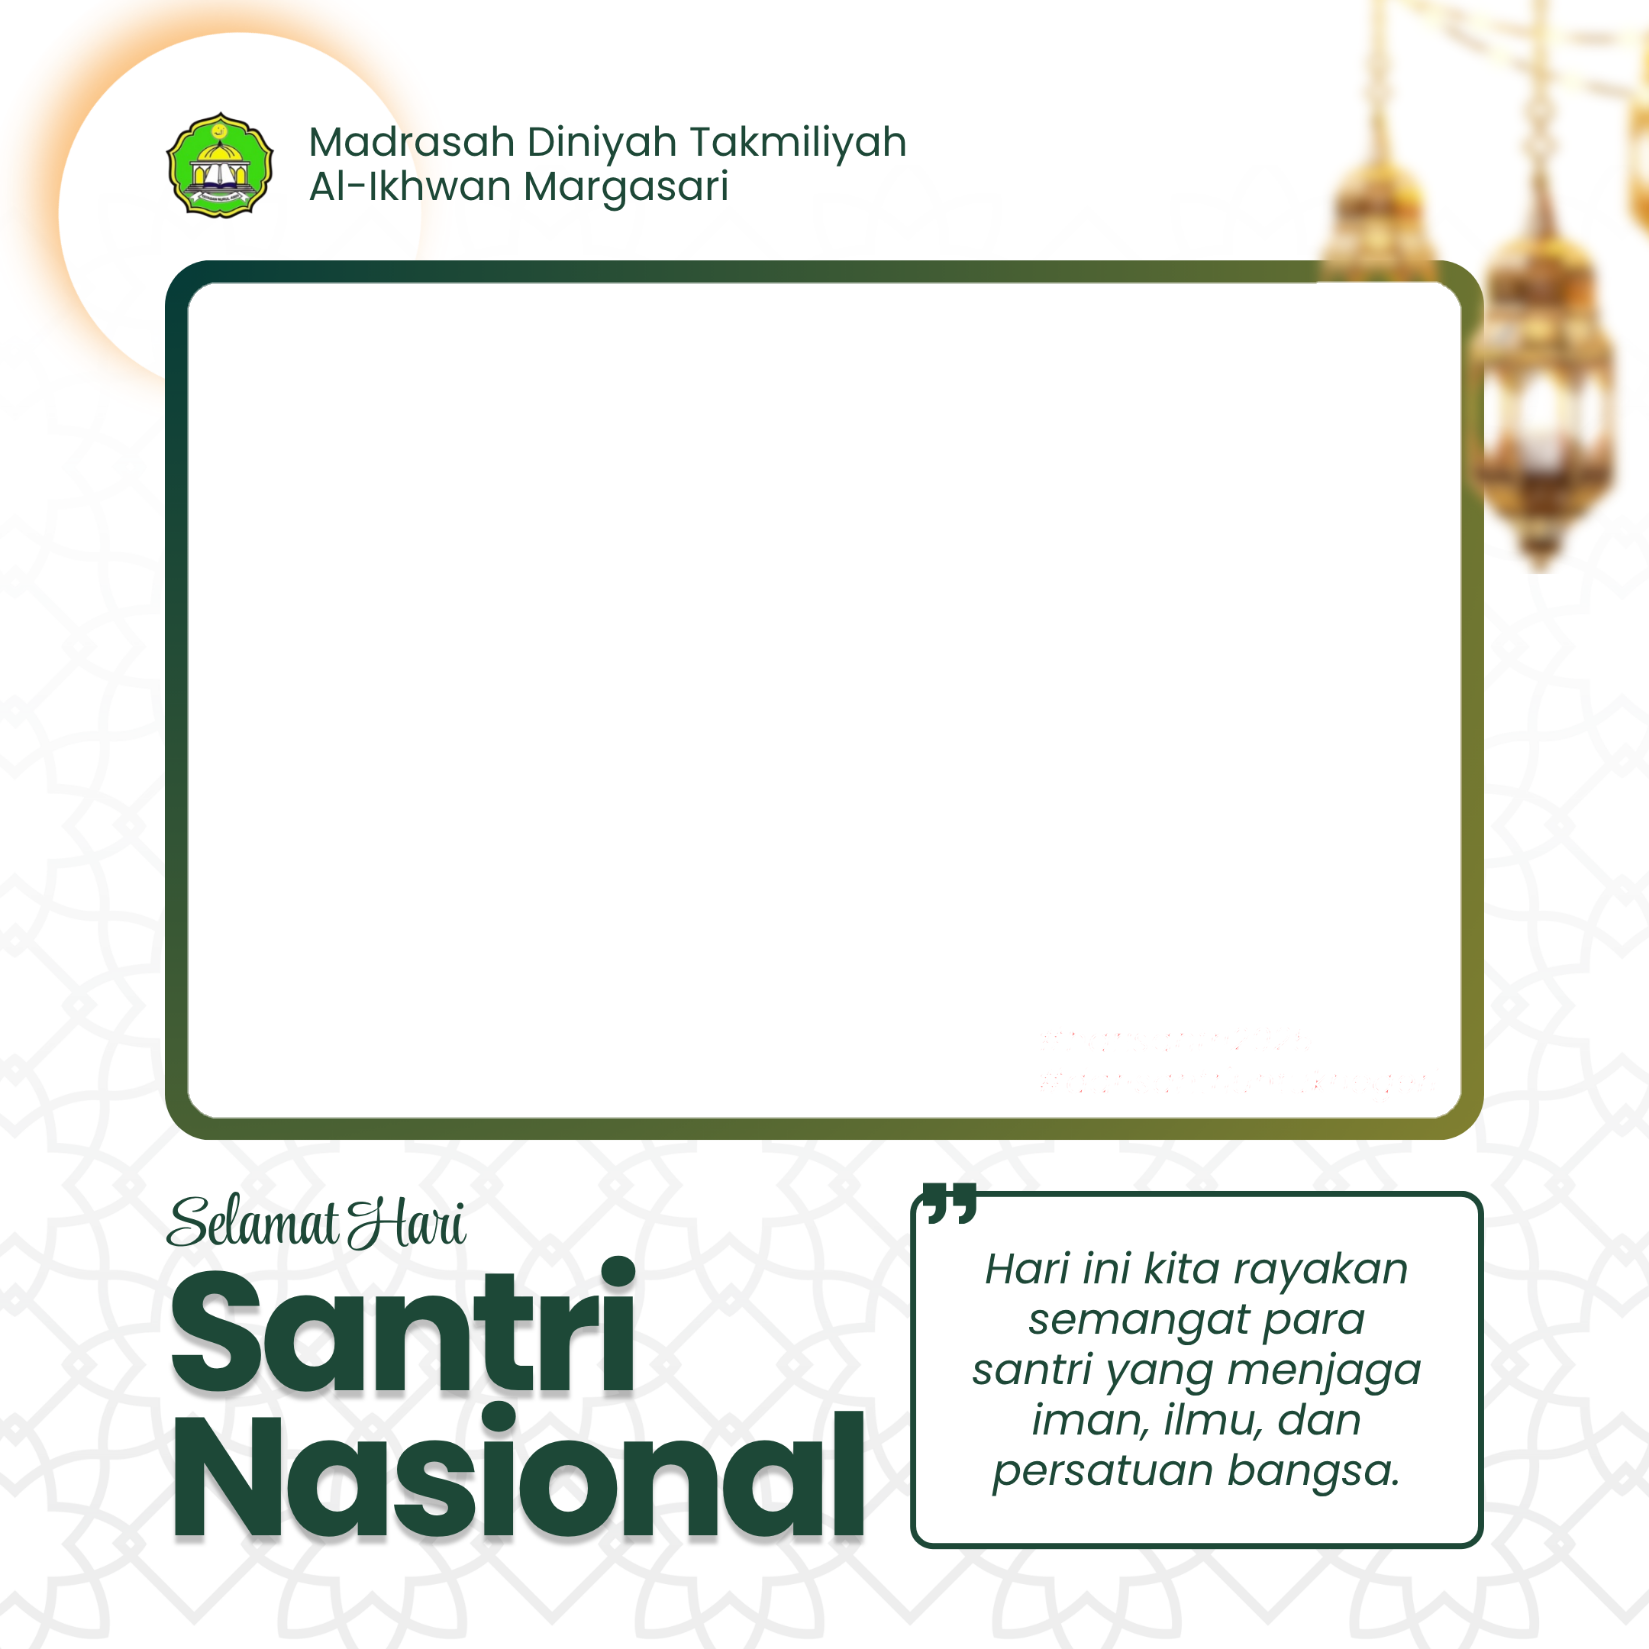 Madrasah Diniyah Takmiliyah
Al-Ikhwan Margasari
Selamat Hari
Santri
Nasional
Hari ini kita rayakan
semangat para
santri yang menjaga
iman, ilmu, dan
persatuan bangsa.